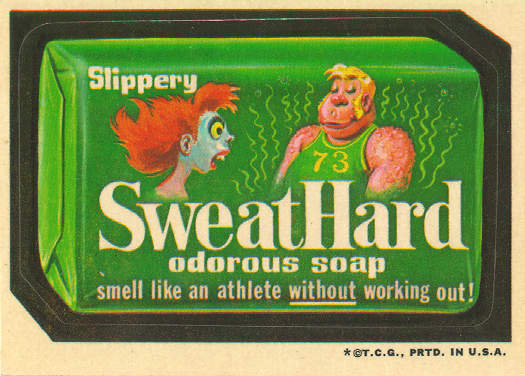 Slippery
73
SweatHard
odorous soap
smell like an athlete without working out!
*©T.C.G., PRTD. IN U.S.A.